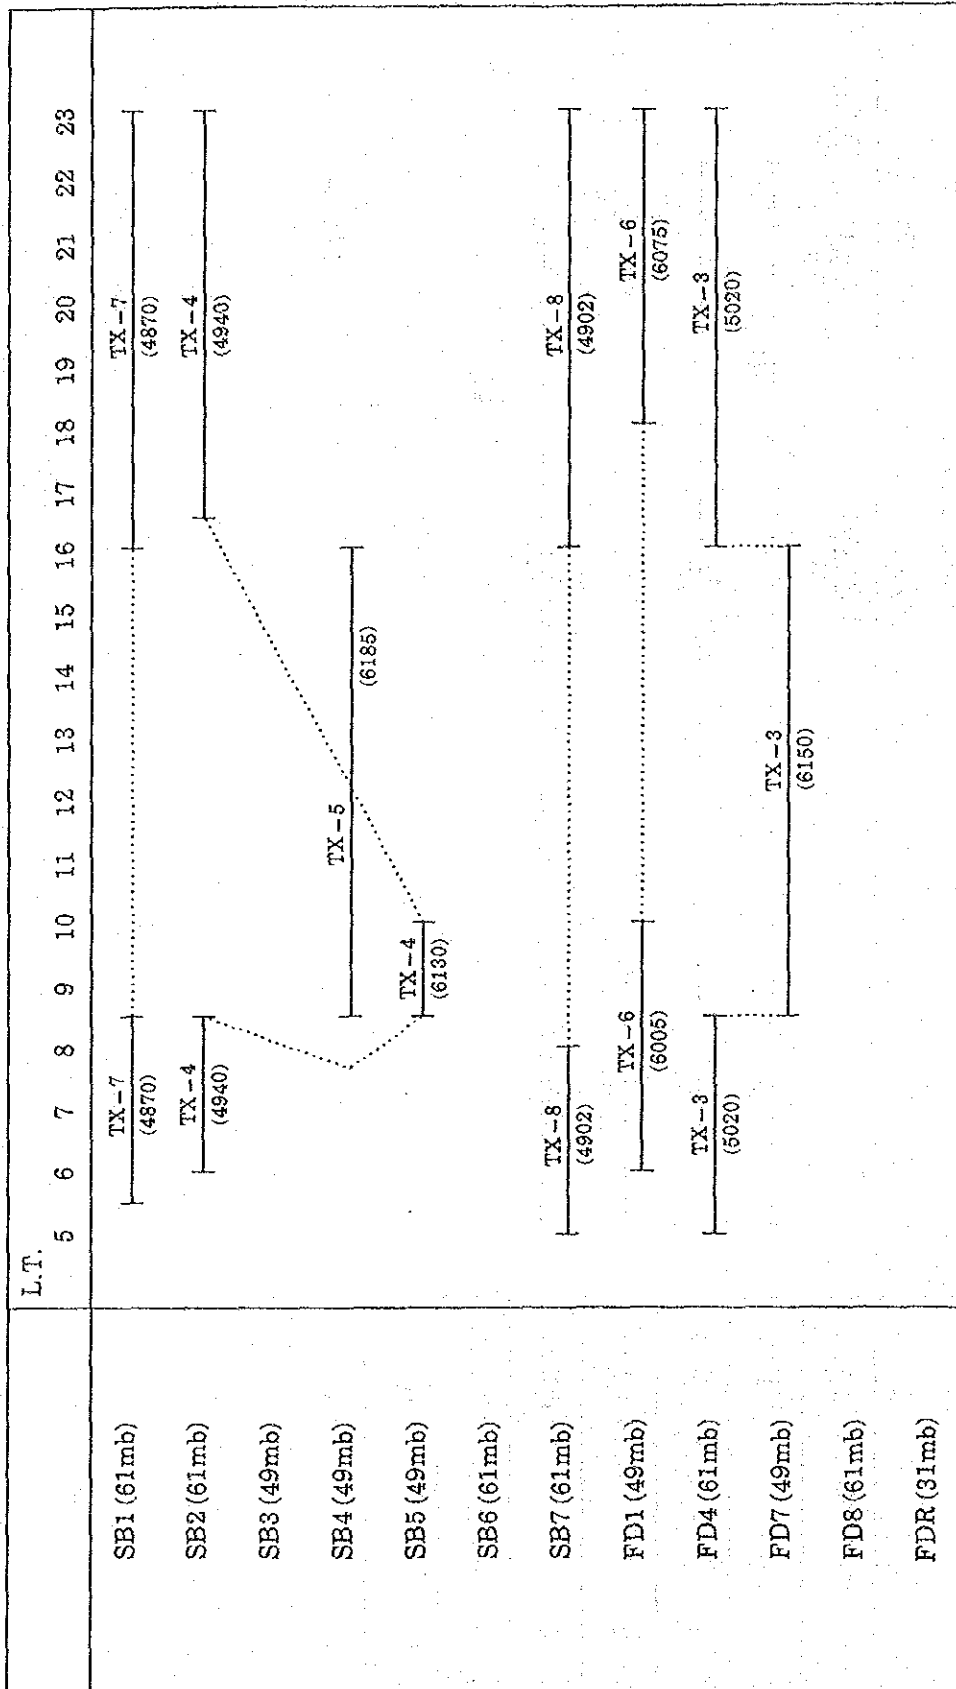 L.T.
5 6 7 8 9 10 11 12 13 14 15 16 17 18 19 20 21 22 23
SB1 (61mb)
TX-7
(4870)
TX-7
(4870)
SB2 (61mb)
TX-4
(4940)
TX-4
(4940)
SB3 (49mb)
SB4 (49mb)
TX-5
(6185)
SB5 (49mb)
TX-4
(6130)
SB6 (61mb)
SB7 (61mb)
TX-8
(4902)
TX-8
(4902)
FD1 (49mb)
TX-6
(6005)
TX-6
(6075)
FD4 (61mb)
TX-3
(5020)
TX-3
(5020)
FD7 (49mb)
TX-3
(6150)
FD8 (61mb)
FDR (31mb)